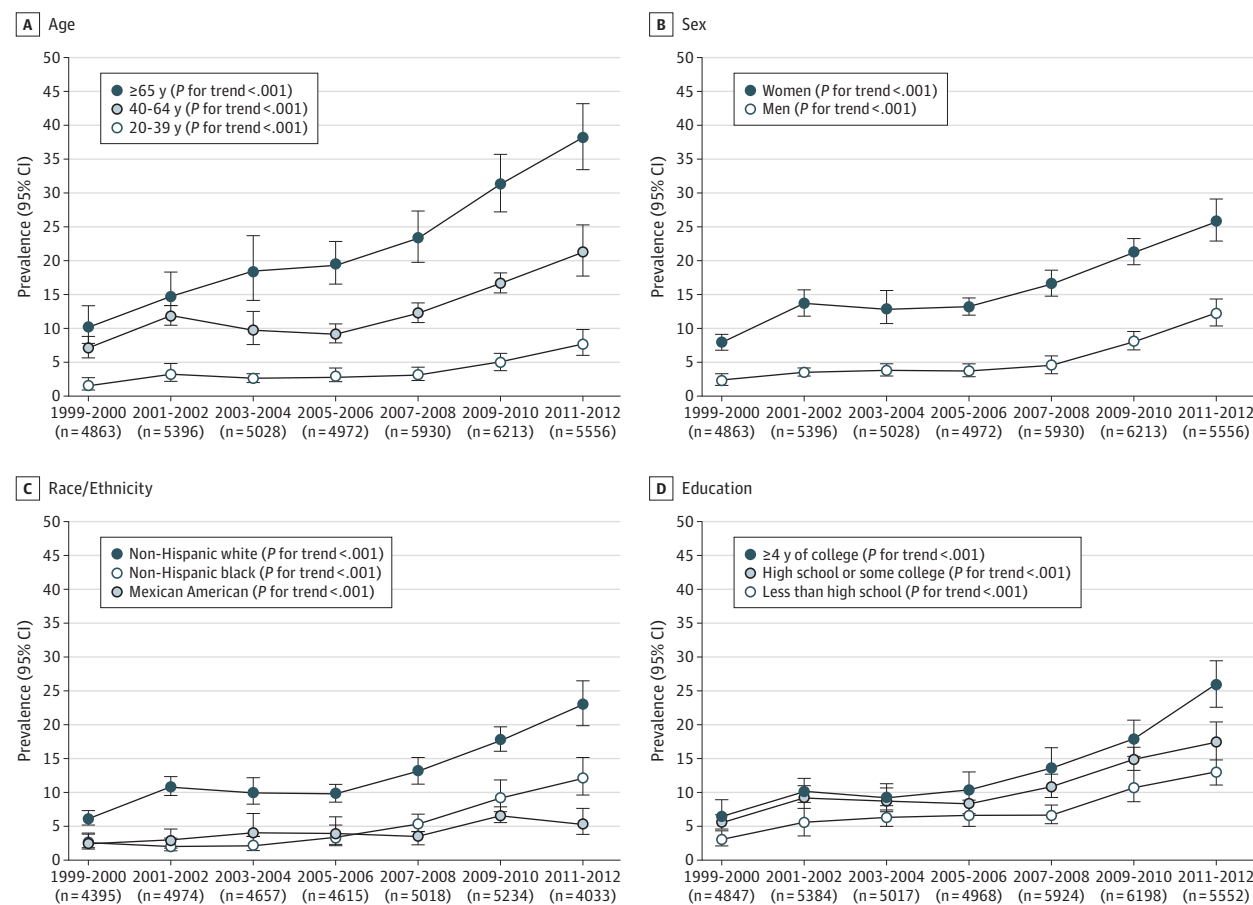 A Age
50
45
40
35
30
25
20
15
10
5
0
Prevalence (95% CI)
≥65 y (P for trend <.001)
40-64 y (P for trend <.001)
20-39 y (P for trend <.001)
1999-2000 2001-2002 2003-2004 2005-2006 2007-2008 2009-2010 2011-2012
(n=4863) (n=5396) (n=5028) (n=4972) (n=5930) (n=6213) (n=5556)
B Sex
50
45
40
35
30
25
20
15
10
5
0
Prevalence (95% CI)
Women (P for trend <.001)
Men (P for trend <.001)
1999-2000 2001-2002 2003-2004 2005-2006 2007-2008 2009-2010 2011-2012
(n=4863) (n=5396) (n=5028) (n=4972) (n=5930) (n=6213) (n=5556)
C Race/Ethnicity
50
45
40
35
30
25
20
15
10
5
0
Prevalence (95% CI)
Non-Hispanic white (P for trend <.001)
Non-Hispanic black (P for trend <.001)
Mexican American (P for trend <.001)
1999-2000 2001-2002 2003-2004 2005-2006 2007-2008 2009-2010 2011-2012
(n=4395) (n=4974) (n=4657) (n=4615) (n=5018) (n=5234) (n=4033)
D Education
50
45
40
35
30
25
20
15
10
5
0
Prevalence (95% CI)
≥4 y of college (P for trend <.001)
High school or some college (P for trend <.001)
Less than high school (P for trend <.001)
1999-2000 2001-2002 2003-2004 2005-2006 2007-2008 2009-2010 2011-2012
(n=4847) (n=5384) (n=5017) (n=4968) (n=5924) (n=6198) (n=5552)